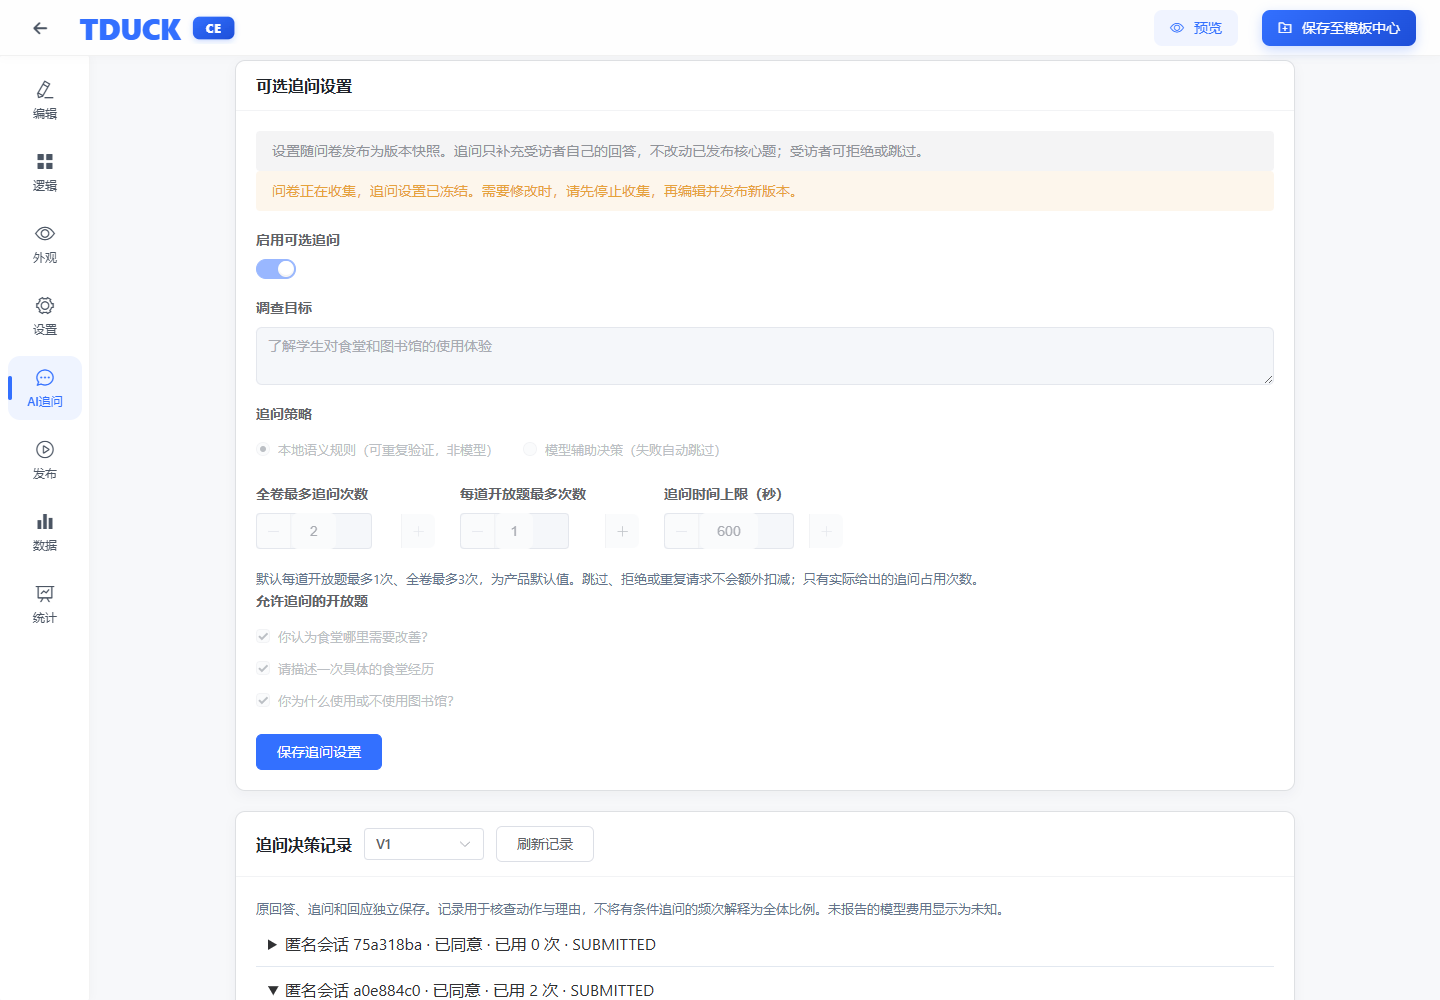 TDUCK CE
预览
保存至模板中心
编辑
逻辑
外观
设置
AI追问
发布
数据
统计
可选追问设置
设置随问卷发布为版本快照。追问只补充受访者自己的回答，不改动已发布核心题；受访者可拒绝或跳过。
问卷正在收集，追问设置已冻结。需要修改时，请先停止收集，再编辑并发布新版本。
启用可选追问
调查目标
了解学生对食堂和图书馆的使用体验
追问策略
本地语义规则（可重复验证，非模型） 模型辅助决策（失败自动跳过）
全卷最多追问次数 每道开放题最多次数 追问时间上限（秒）
2 1 600
默认每道开放题最多1次、全卷最多3次，为产品默认值。跳过、拒绝或重复请求不会额外扣减；只有实际给出的追问占用次数。
允许追问的开放题
你认为食堂哪里需要改善？
请描述一次具体的食堂经历
你为什么使用或不使用图书馆？
保存追问设置
追问决策记录 V1 刷新记录
原回答、追问和回应独立保存。记录用于核查动作与理由，不将有条件追问的频次解释为全体比例。未报告的模型费用显示为未知。
▶ 匿名会话 75a318ba · 已同意 · 已用 0 次 · SUBMITTED
▼ 匿名会话 a0e884c0 · 已同意 · 已用 2 次 · SUBMITTED